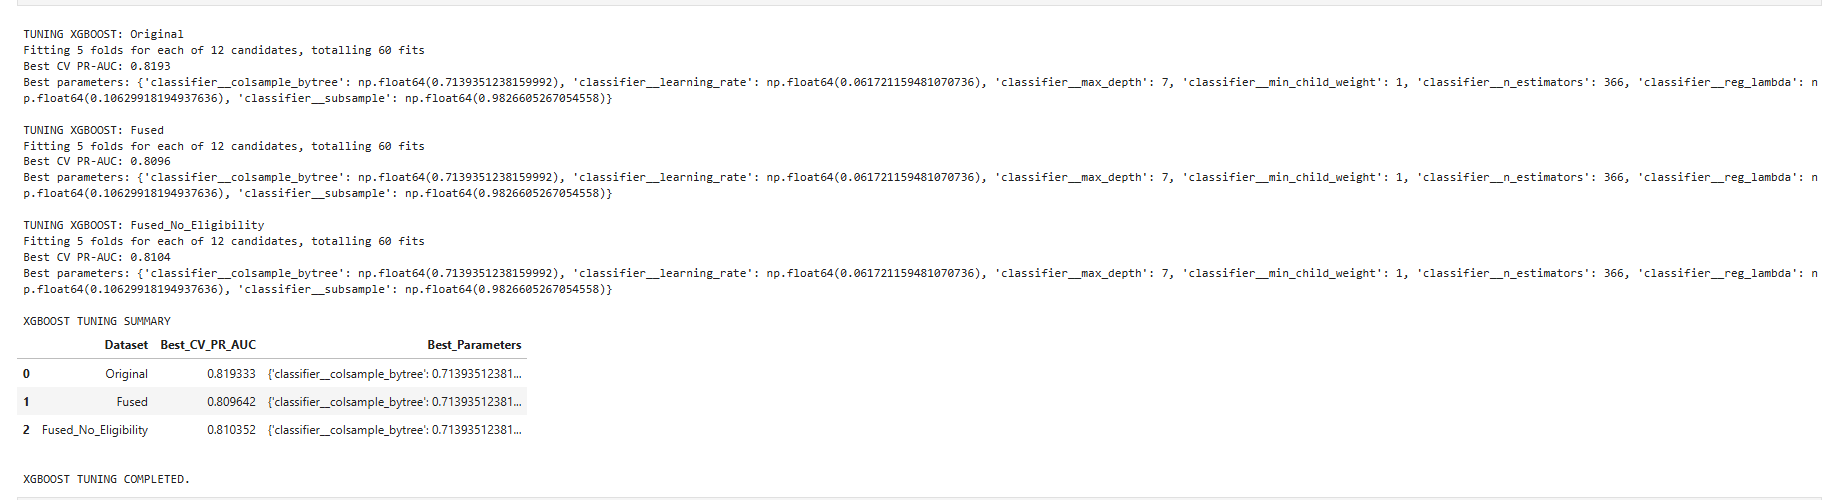 TUNING XGBOOST: Original
Fitting 5 folds for each of 12 candidates, totalling 60 fits
Best CV PR-AUC: 0.8193
Best parameters: {'classifier__colsample_bytree': np.float64(0.7139351238159992), 'classifier__learning_rate': np.float64(0.061721159481070736), 'classifier__max_depth': 7, 'classifier__min_child_weight': 1, 'classifier__n_estimators': 366, 'classifier__reg_lambda': n
p.float64(0.10629918194937636), 'classifier__subsample': np.float64(0.9826605267054558)}
TUNING XGBOOST: Fused
Fitting 5 folds for each of 12 candidates, totalling 60 fits
Best CV PR-AUC: 0.8096
Best parameters: {'classifier__colsample_bytree': np.float64(0.7139351238159992), 'classifier__learning_rate': np.float64(0.061721159481070736), 'classifier__max_depth': 7, 'classifier__min_child_weight': 1, 'classifier__n_estimators': 366, 'classifier__reg_lambda': n
p.float64(0.10629918194937636), 'classifier__subsample': np.float64(0.9826605267054558)}
TUNING XGBOOST: Fused_No_Eligibility
Fitting 5 folds for each of 12 candidates, totalling 60 fits
Best CV PR-AUC: 0.8104
Best parameters: {'classifier__colsample_bytree': np.float64(0.7139351238159992), 'classifier__learning_rate': np.float64(0.061721159481070736), 'classifier__max_depth': 7, 'classifier__min_child_weight': 1, 'classifier__n_estimators': 366, 'classifier__reg_lambda': n
p.float64(0.10629918194937636), 'classifier__subsample': np.float64(0.9826605267054558)}
XGBOOST TUNING SUMMARY
Dataset Best_CV_PR_AUC Best_Parameters
0 Original 0.819333 {'classifier__colsample_bytree': 0.71393512381...
1 Fused 0.809642 {'classifier__colsample_bytree': 0.71393512381...
2 Fused_No_Eligibility 0.810352 {'classifier__colsample_bytree': 0.71393512381...
XGBOOST TUNING COMPLETED.